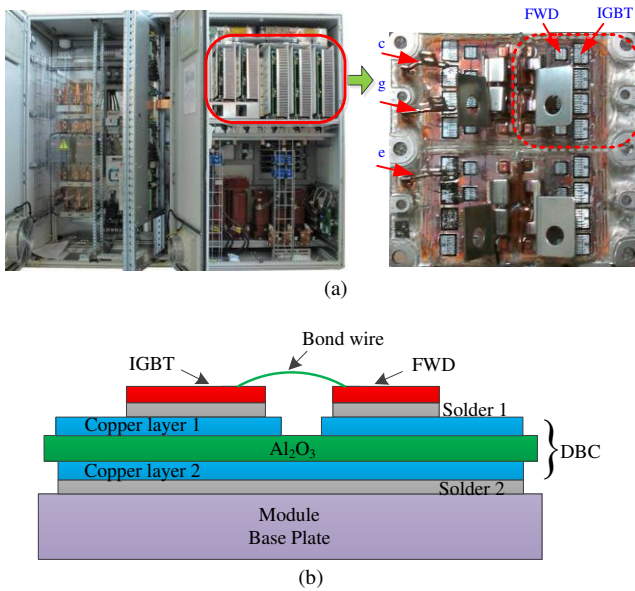 FWD IGBT
c
g
e
(a)
Bond wire
IGBT FWD
Solder 1
Copper layer 1
Al₂O₃
DBC
Copper layer 2
Solder 2
Module
Base Plate
(b)